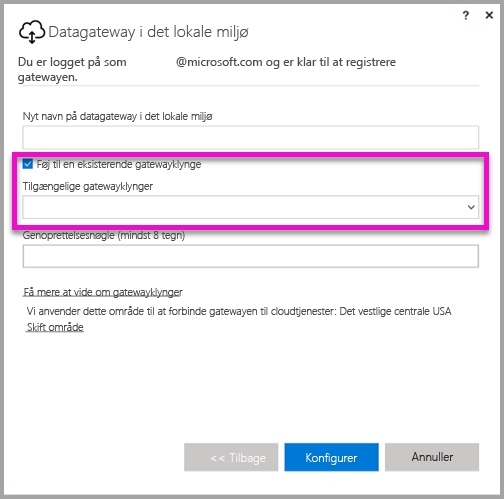 ? ×
Datagateway i det lokale miljø
Du er logget på som @microsoft.com og er klar til at registrere
gatewayen.
Nyt navn på datagateway i det lokale miljø
Føj til en eksisterende gatewayklynge
Tilgængelige gatewayklynger
Genoprettelsesnøgle (mindst 8 tegn)
Få mere at vide om gatewayklynger
Vi anvender dette område til at forbinde gatewayen til cloudtjenester: Det vestlige centrale USA
Skift område
<< Tilbage Konfigurer Annuller